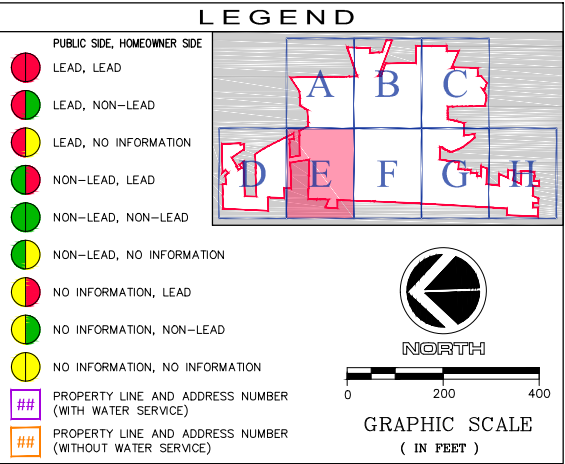 LEGEND
PUBLIC SIDE, HOMEOWNER SIDE
LEAD, LEAD
LEAD, NON-LEAD
LEAD, NO INFORMATION
NON-LEAD, LEAD
NON-LEAD, NON-LEAD
NON-LEAD, NO INFORMATION
NO INFORMATION, LEAD
NO INFORMATION, NON-LEAD
NO INFORMATION, NO INFORMATION
## PROPERTY LINE AND ADDRESS NUMBER
(WITH WATER SERVICE)
## PROPERTY LINE AND ADDRESS NUMBER
(WITHOUT WATER SERVICE)
A B C
D E F G H
NORTH
0 200 400
GRAPHIC SCALE
( IN FEET )